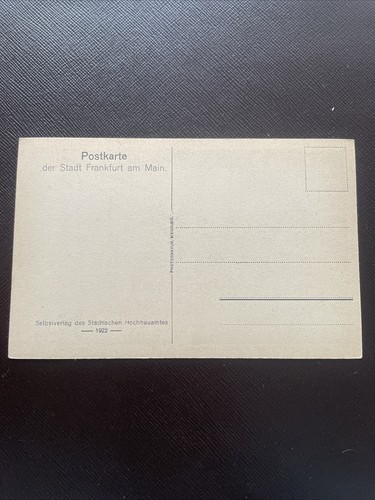 Postkarte
der Stadt Frankfurt am Main.
Selbstverlag des Städtischen Hochbauamtes
— 1922 —